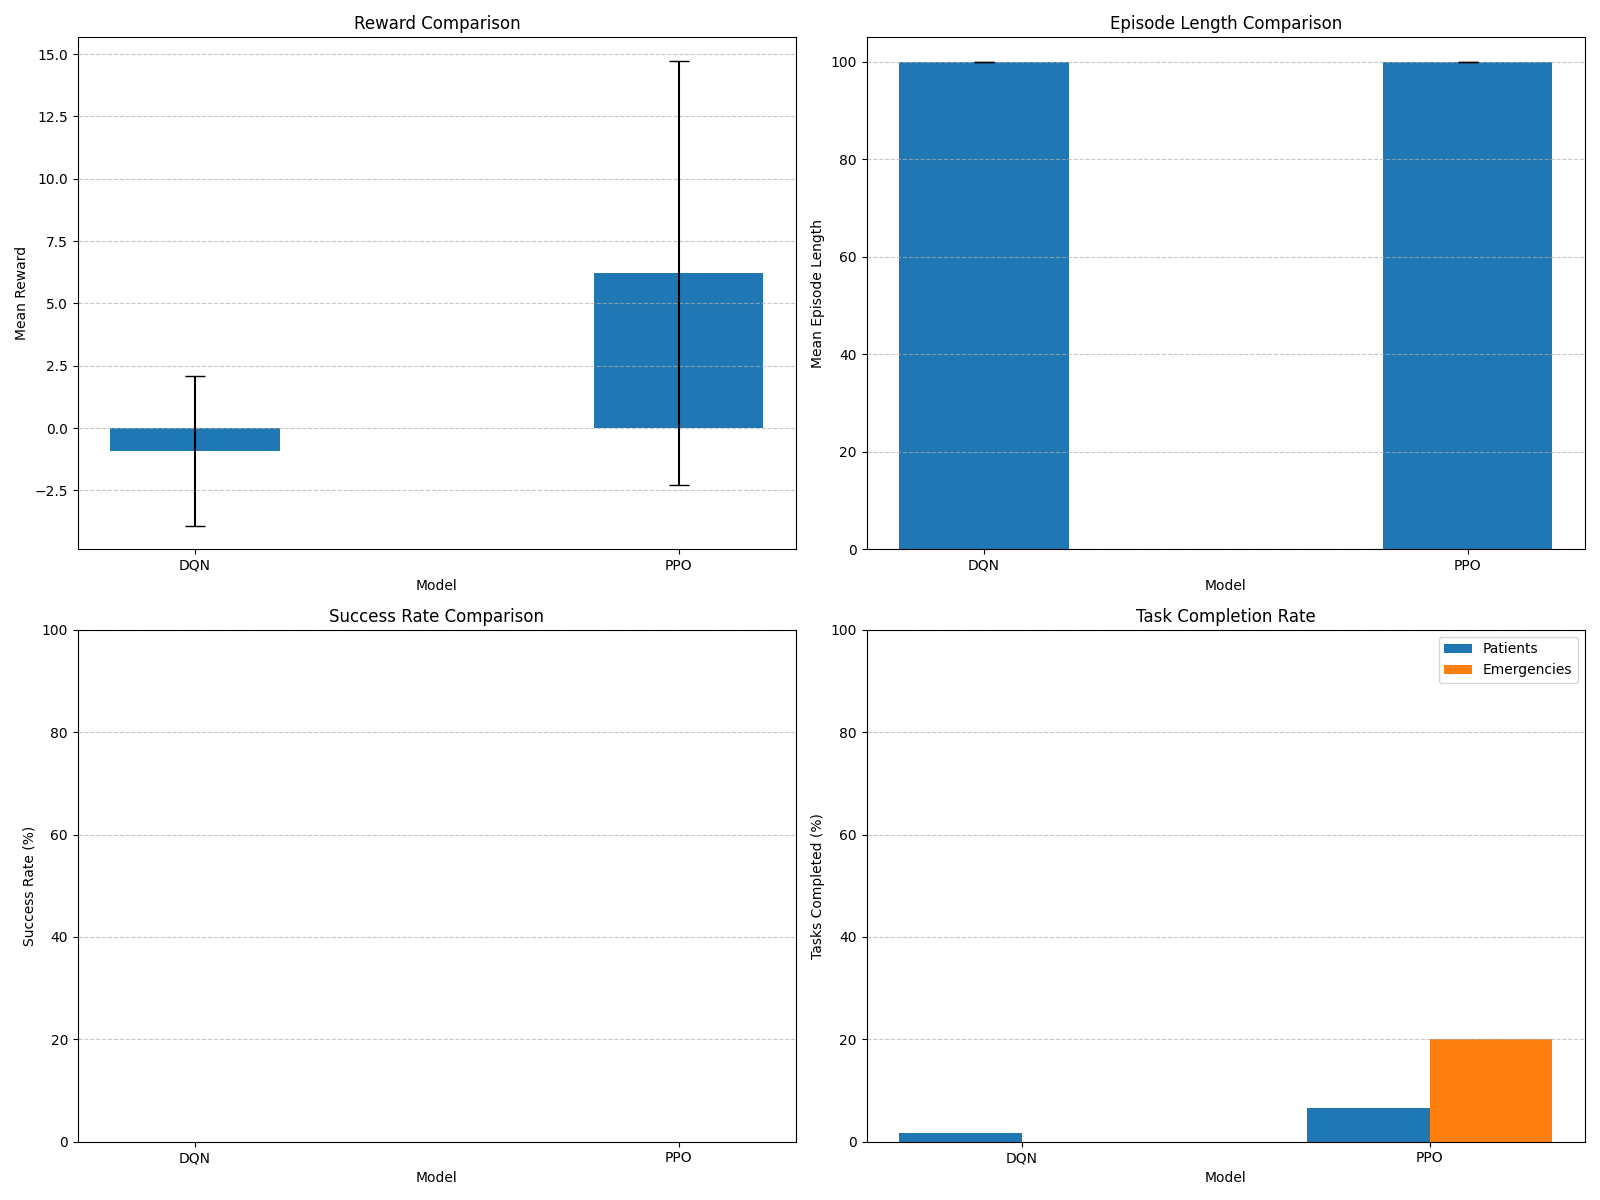 Reward Comparison
Mean Reward
15.0
12.5
10.0
7.5
5.0
2.5
0.0
−2.5
DQN
PPO
Model
Episode Length Comparison
Mean Episode Length
100
80
60
40
20
0
DQN
PPO
Model
Success Rate Comparison
Success Rate (%)
100
80
60
40
20
0
DQN
PPO
Model
Task Completion Rate
Tasks Completed (%)
100
80
60
40
20
0
Patients
Emergencies
DQN
PPO
Model